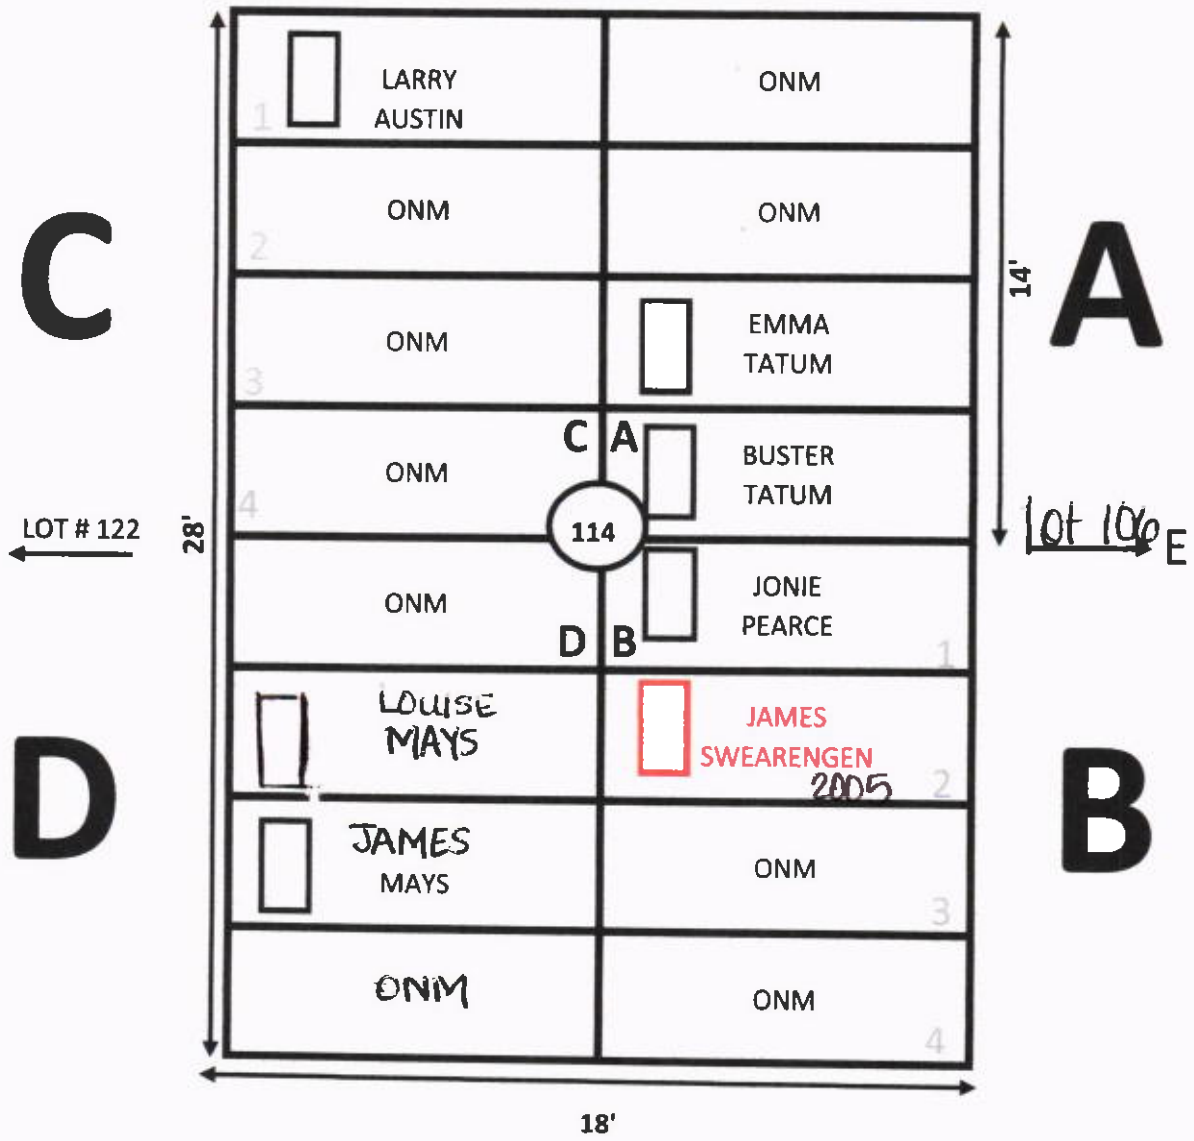 LARRY
AUSTIN
1
ONM
ONM
2
ONM
C
A
14'
ONM
3
EMMA
TATUM
ONM
4
C A
BUSTER
TATUM
LOT # 122
28'
114
Lot 106
E
ONM
D B
JONIE
PEARCE
1
LOUISE
MAYS
JAMES
SWEARENGEN
2005
2
D
B
JAMES
MAYS
ONM
3
ONM
ONM
4
18'